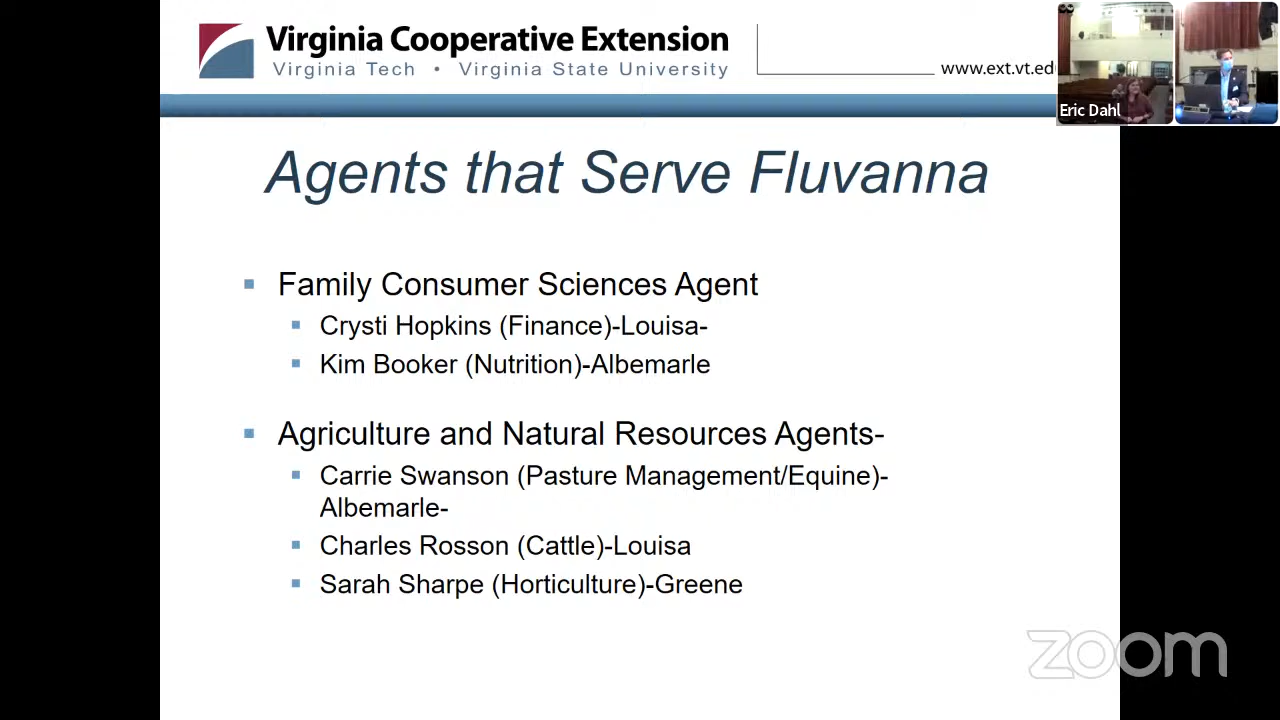 Virginia Cooperative Extension
Virginia Tech • Virginia State University
www.ext.vt.ed
Eric Dahl
Agents that Serve Fluvanna
Family Consumer Sciences Agent
Crysti Hopkins (Finance)-Louisa-
Kim Booker (Nutrition)-Albemarle
Agriculture and Natural Resources Agents-
Carrie Swanson (Pasture Management/Equine)-
Albemarle-
Charles Rosson (Cattle)-Louisa
Sarah Sharpe (Horticulture)-Greene
zoom